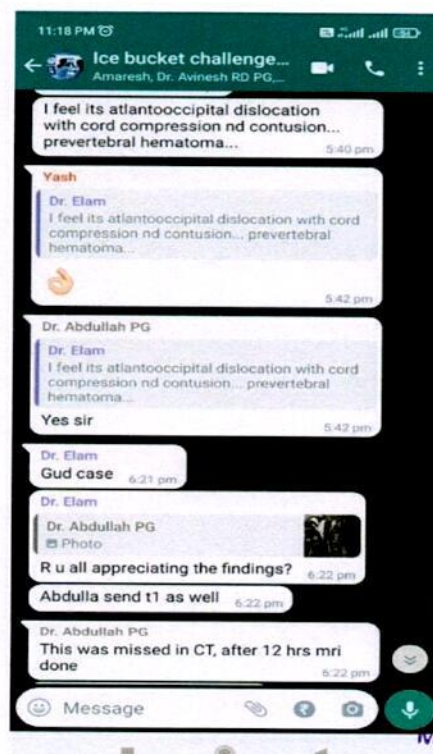 11:18 PM
Ice bucket challenge...
Amaresh, Dr. Avinesh RD PG,...
I feel its atlantooccipital dislocation
with cord compression nd contusion...
prevertebral hematoma...
5:40 pm
Yash
Dr. Elam
I feel its atlantooccipital dislocation with cord
compression nd contusion... prevertebral
hematoma...
5:42 pm
Dr. Abdullah PG
Dr. Elam
I feel its atlantooccipital dislocation with cord
compression nd contusion... prevertebral
hematoma...
Yes sir
5:42 pm
Dr. Elam
Gud case
6:21 pm
Dr. Elam
Dr. Abdullah PG
Photo
R u all appreciating the findings?
6:22 pm
Abdulla send t1 as well
6:22 pm
Dr. Abdullah PG
This was missed in CT, after 12 hrs mri
done
6:22 pm
Message